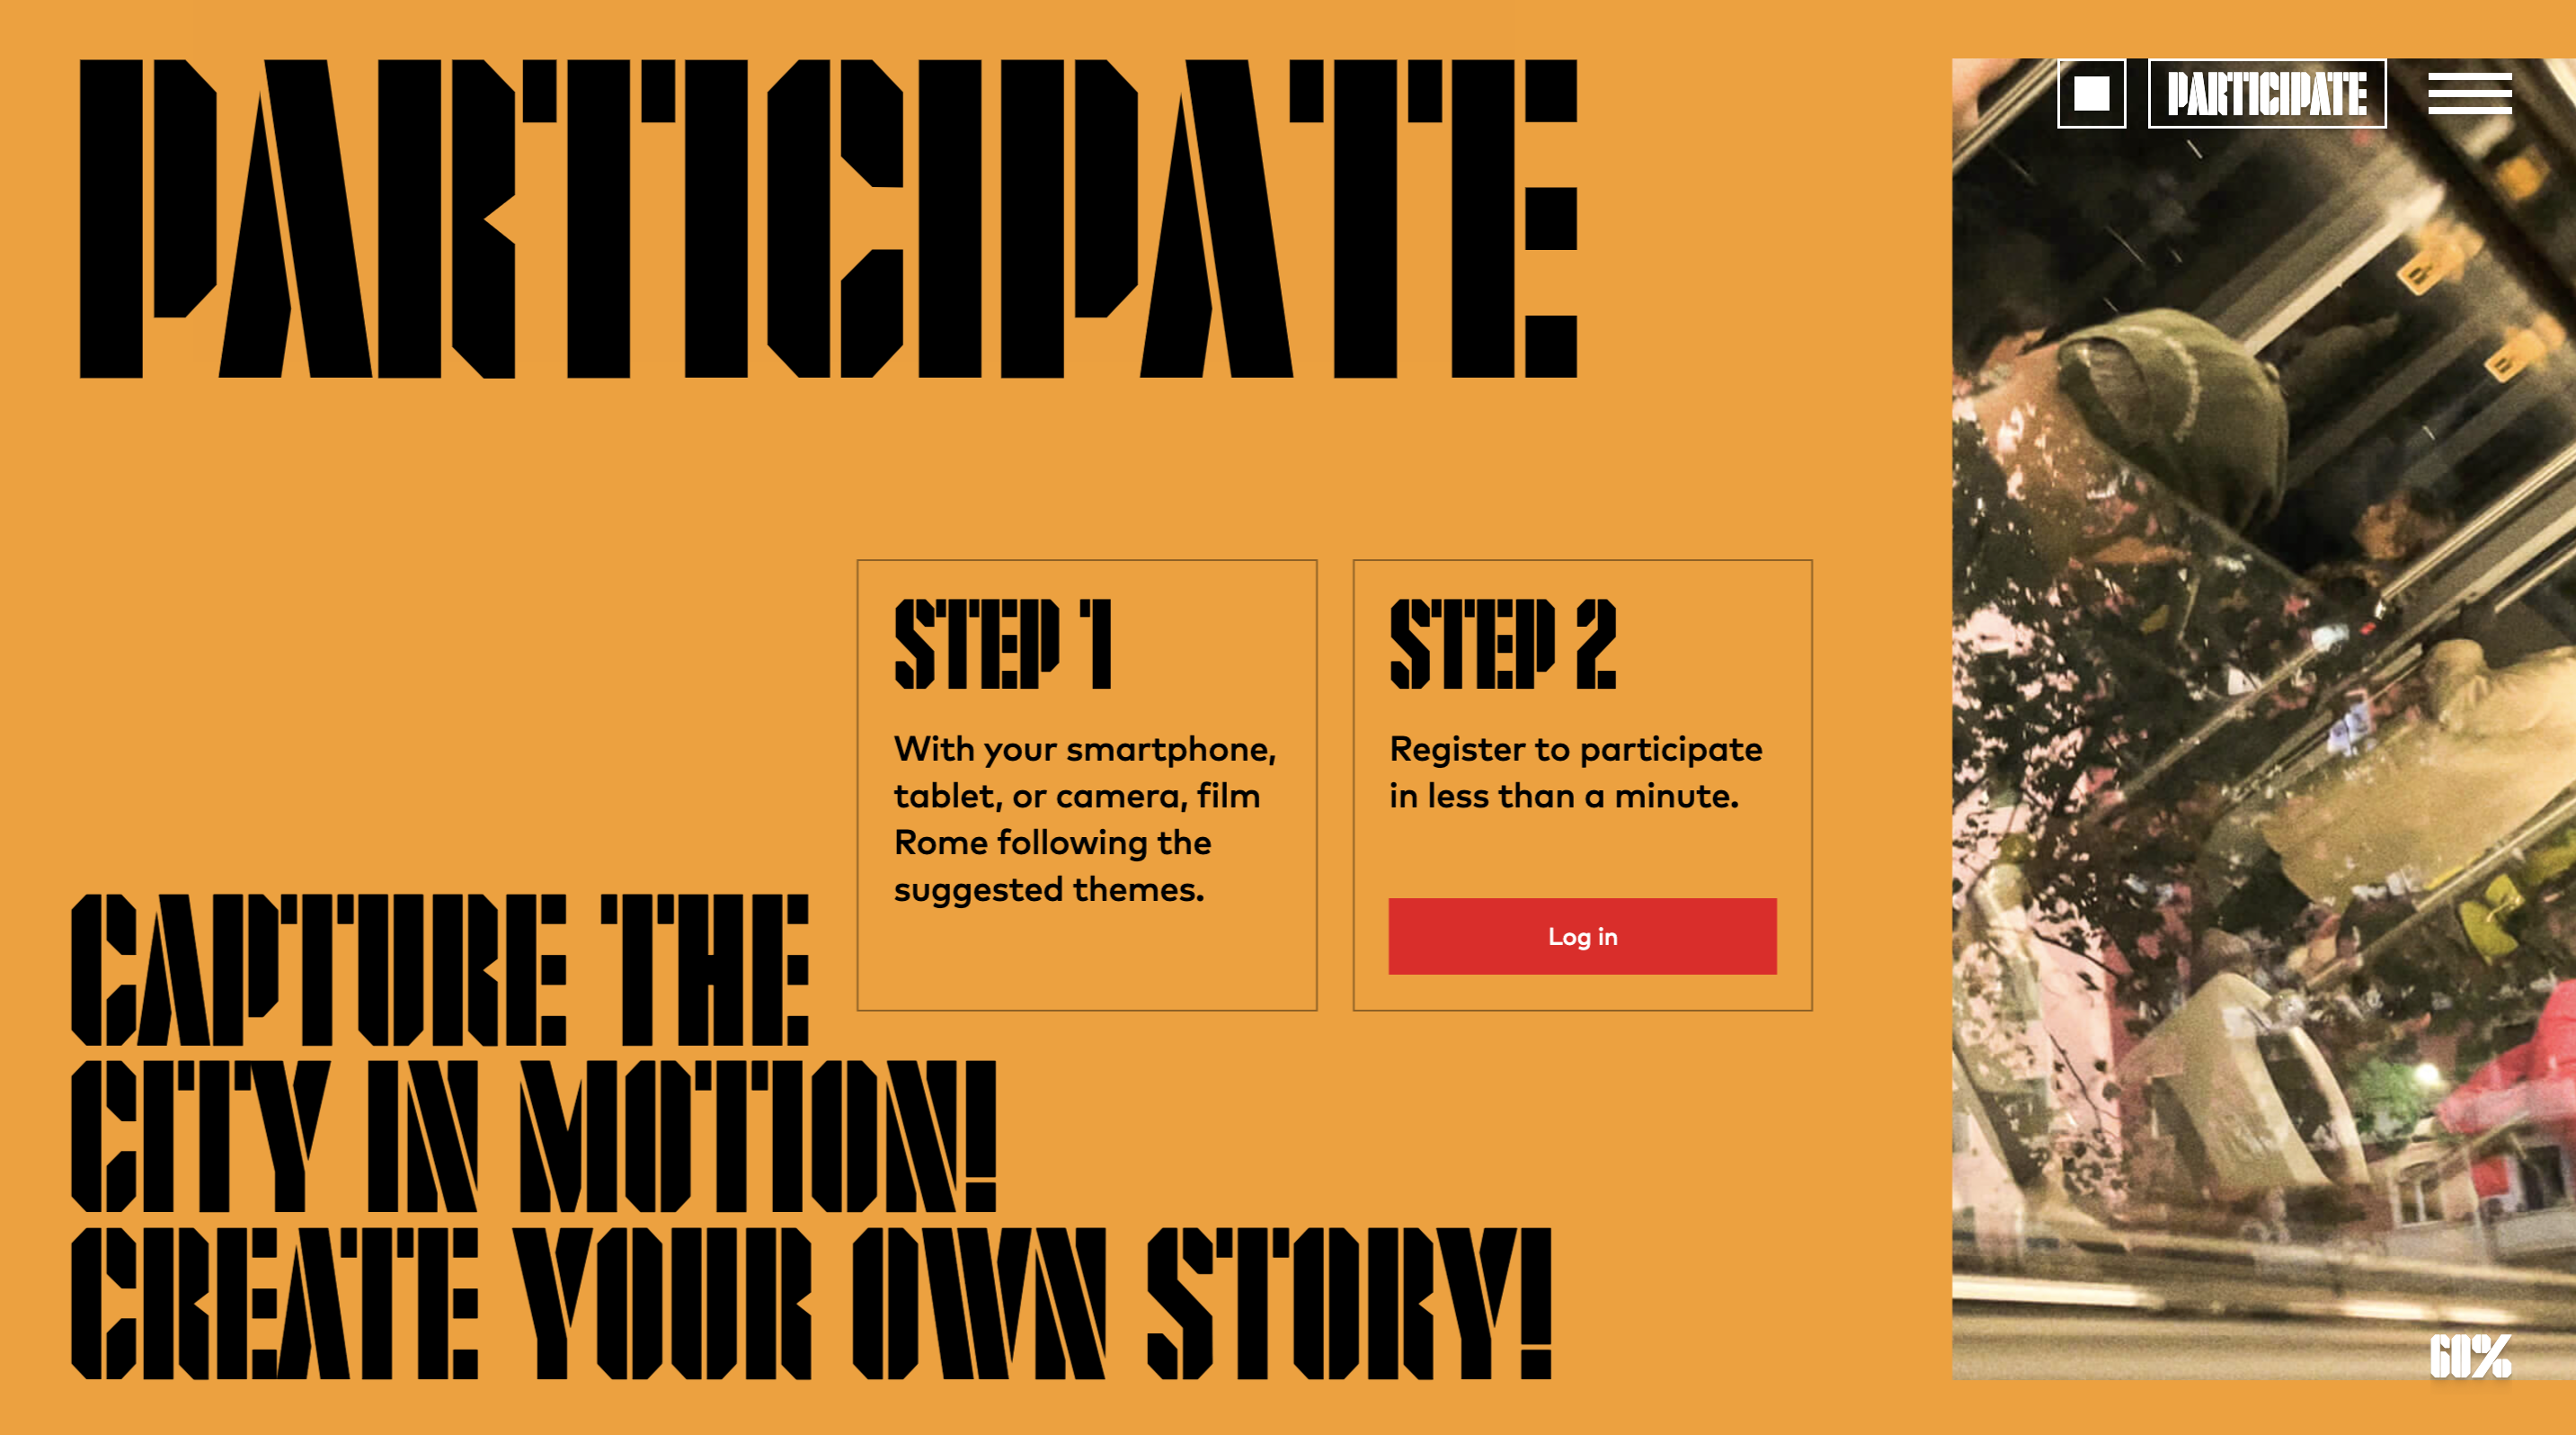 PARTICIPATE
PARTICIPATE
STEP 1
With your smartphone,
tablet, or camera, film
Rome following the
suggested themes.
STEP 2
Register to participate
in less than a minute.
Log in
CAPTURE THE
CITY IN MOTION!
CREATE YOUR OWN STORY!
60%